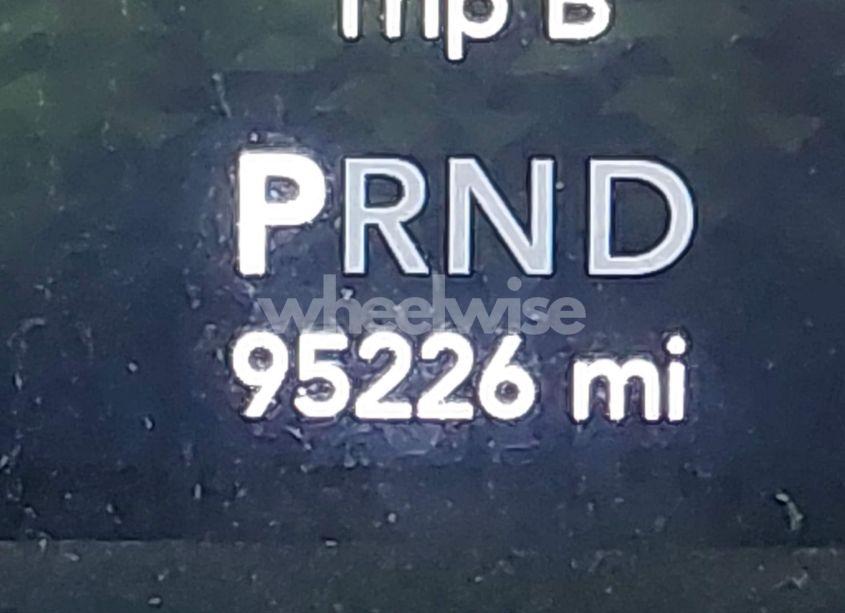 Trip B
PRND
wheelwise
95226 mi